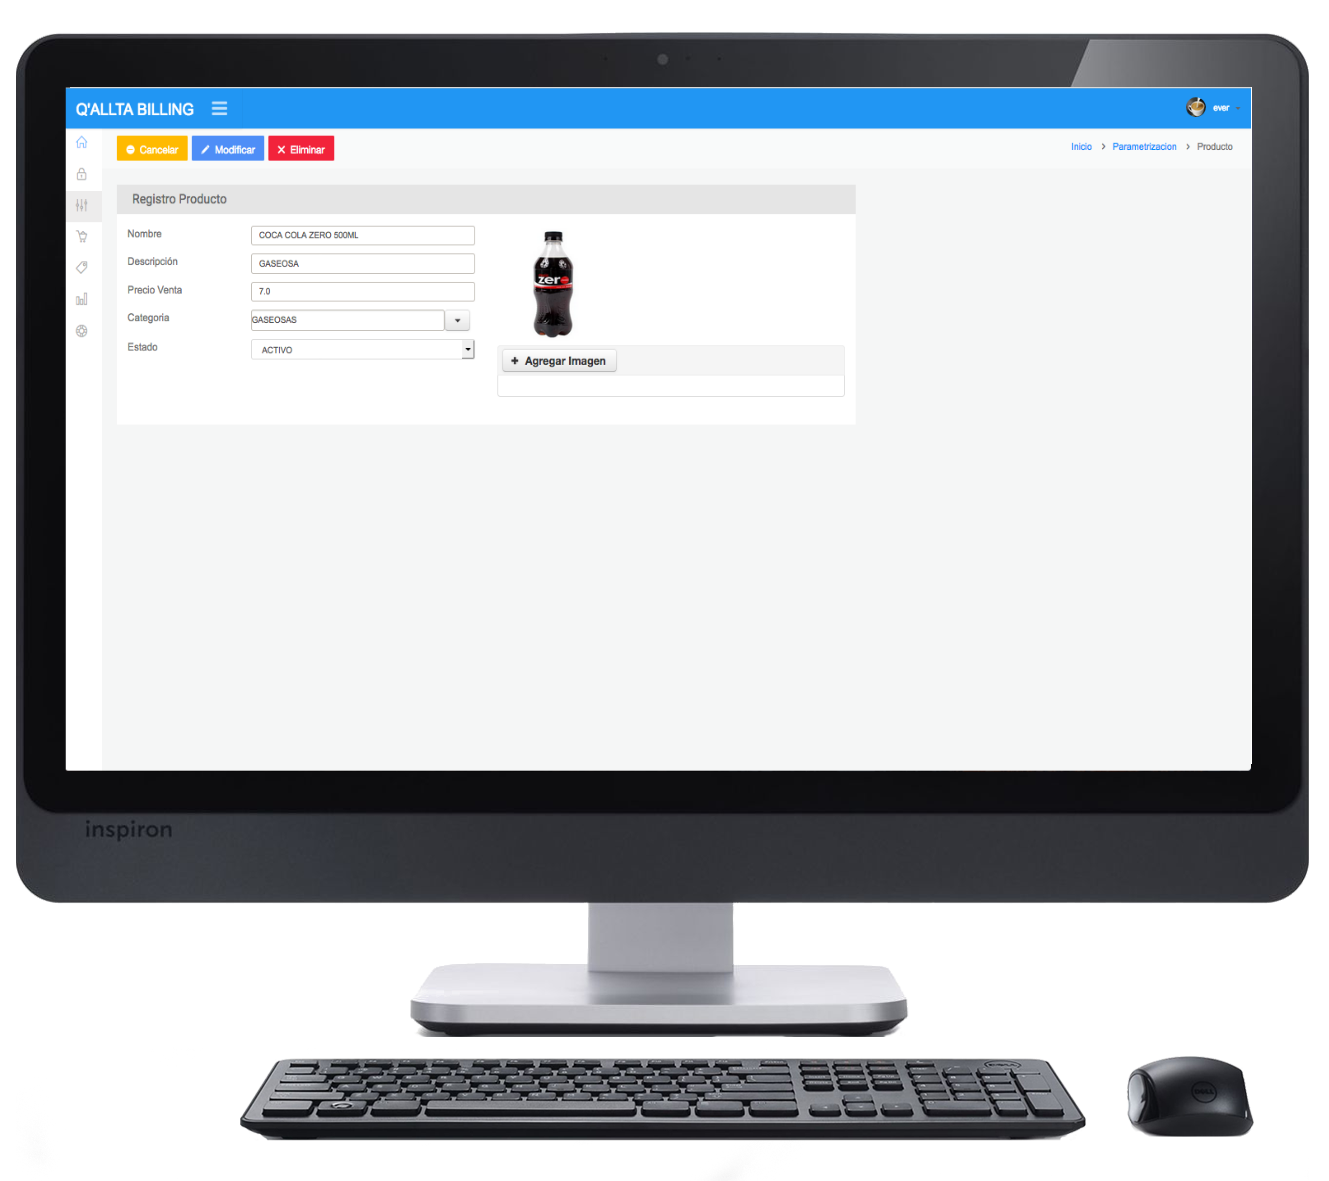 Q'ALLTA BILLING
ever
Cancelar Modificar Eliminar
Inicio > Parametrizacion > Producto
Registro Producto
Nombre COCA COLA ZERO 500ML
Descripción GASEOSA
Precio Venta 7.0
Categoria GASEOSAS
Estado ACTIVO
zero
+ Agregar Imagen
inspiron
DELL